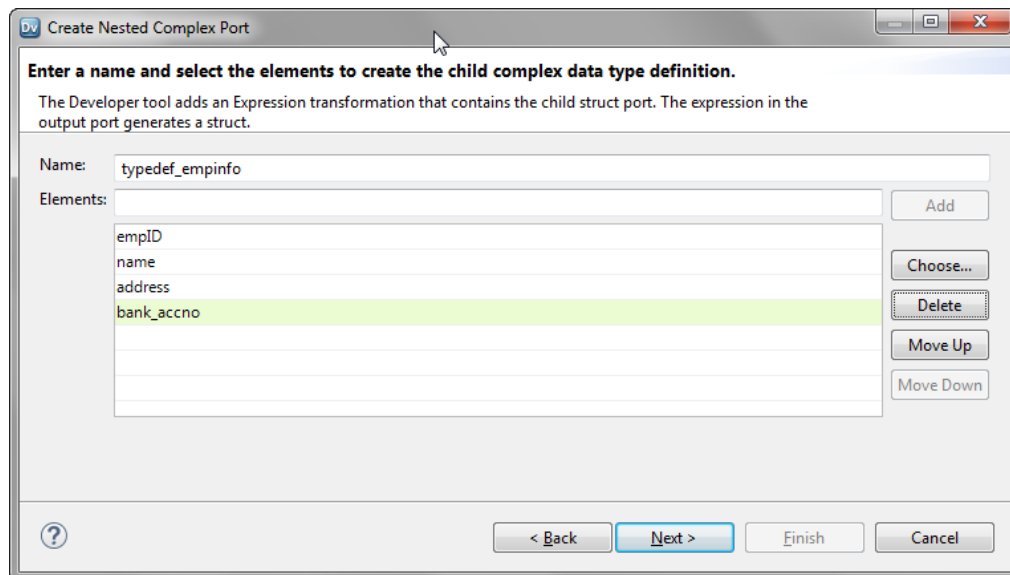 Dv Create Nested Complex Port
Enter a name and select the elements to create the child complex data type definition.
The Developer tool adds an Expression transformation that contains the child struct port. The expression in the
output port generates a struct.
Name: typedef_empinfo
Elements: Add
empID
name
address
bank_accno
Choose...
Delete
Move Up
Move Down
? < Back Next > Finish Cancel